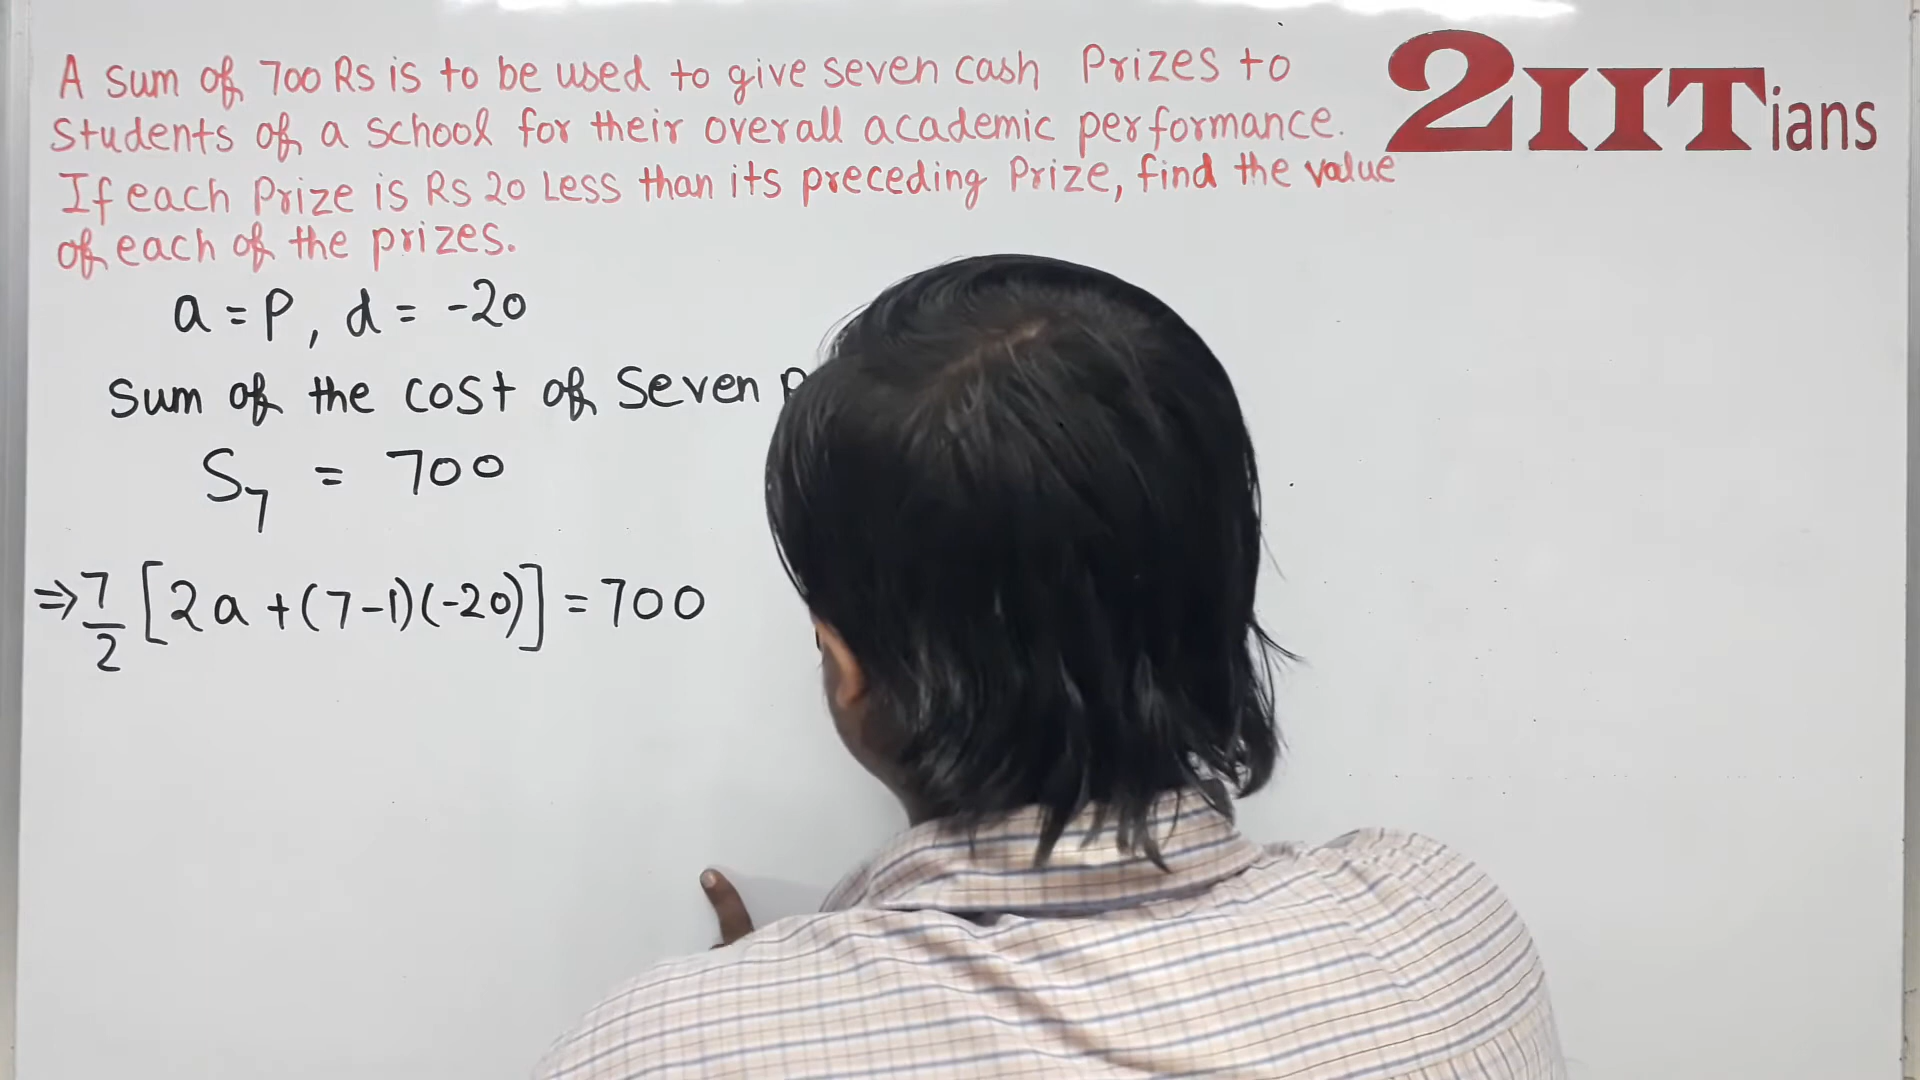 A sum of 700 Rs is to be used to give seven cash Prizes to
Students of a school for their overall academic performance.
If each Prize is Rs 20 Less than its preceding Prize, find the value
of each of the prizes.
2IITians
a = P, d = -20
Sum of the cost of Seven
S₇ = 700
⇒ 7/2 [2a + (7-1)(-20)] = 700